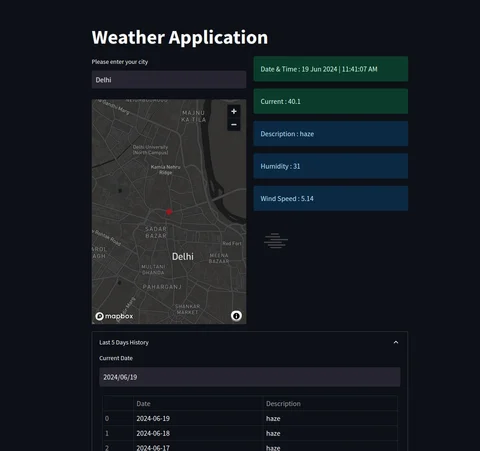 Weather Application
Please enter your city
Delhi
Date & Time : 19 Jun 2024 | 11:41:07 AM
Current : 40.1
Description : haze
Humidity : 31
Wind Speed : 5.14
MAJNU
KA TILA
+
−
Delhi University
(North Campus)
Kamla Nehru
Ridge
SADAR
BAZAR
Red Fort
Delhi
MEENA
BAZAAR
MULTANI
DHANDA
PAHARGANJ
SHANKAR
MARKET
mapbox
Last 5 Days History
Current Date
2024/06/19
Date Description
0 2024-06-19 haze
1 2024-06-18 haze
2 2024-06-17 haze